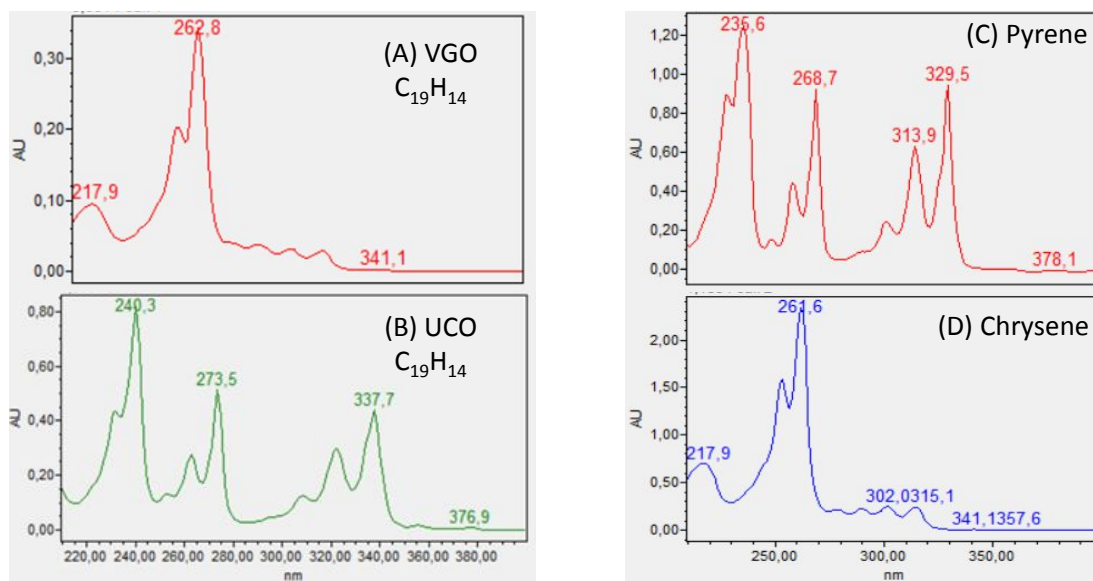 262,8
(A) VGO
C₁₉H₁₄
0,30
0,20
AU
217,9
0,10
341,1
0,00
240,3
(B) UCO
C₁₉H₁₄
0,80
0,60
273,5
AU
337,7
0,40
0,20
376,9
0,00
220,00 240,00 260,00 280,00 300,00 320,00 340,00 360,00 380,00
nm
235,6
(C) Pyrene
1,20
1,00
268,7
329,5
0,80
AU
313,9
0,60
0,40
0,20
378,1
0,00
261,6
(D) Chrysene
2,00
1,50
AU
1,00
217,9
0,50
302,0315,1
341,1357,6
0,00
250,00 300,00 350,00
nm